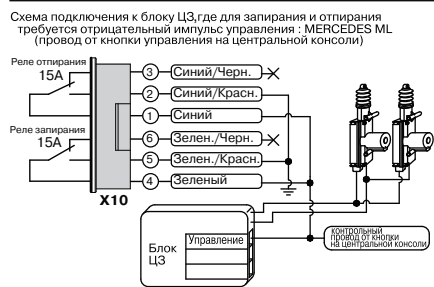 Схема подключения к блоку ЦЗ,где для запирания и отпирания
требуется отрицательный импульс управления : MERCEDES ML
(провод от кнопки управления на центральной консоли)
Реле отпирания
15А
3 Синий/Черн.
2 Синий/Красн.
1 Синий
Реле запирания
15А
6 Зелен./Черн.
5 Зелен./Красн.
4 Зеленый
X10
Блок
ЦЗ
Управление
контрольный
провод от кнопки
на центральной консоли